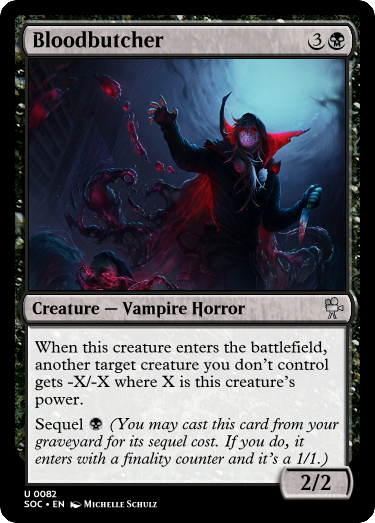 Bloodbutcher 3
Creature — Vampire Horror
When this creature enters the battlefield,
another target creature you don't control
gets -X/-X where X is this creature's
power.
Sequel (You may cast this card from your
graveyard for its sequel cost. If you do, it
enters with a finality counter and it's a 1/1.)
2/2
U 0082
SOC • EN Michelle Schulz